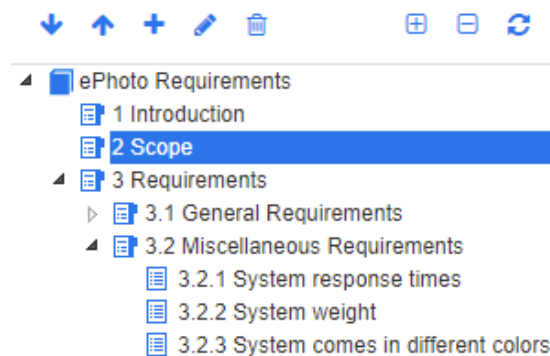 ePhoto Requirements
1 Introduction
2 Scope
3 Requirements
3.1 General Requirements
3.2 Miscellaneous Requirements
3.2.1 System response times
3.2.2 System weight
3.2.3 System comes in different colors